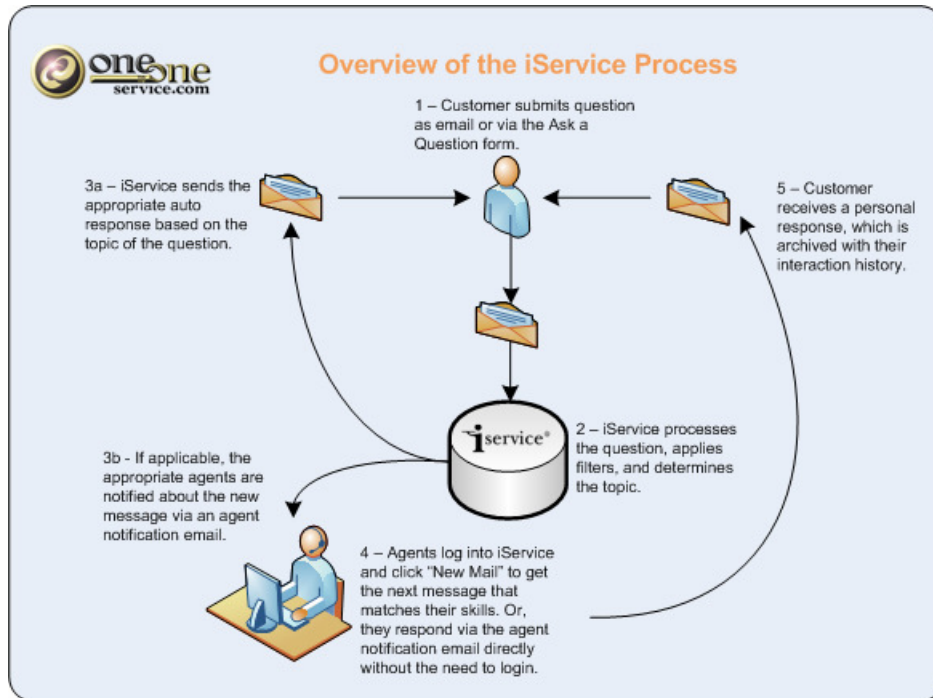 one
one
service.com
Overview of the iService Process
1 – Customer submits question
as email or via the Ask a
Question form.
3a – iService sends the
appropriate auto
response based on the
topic of the question.
5 – Customer
receives a personal
response, which is
archived with their
interaction history.
iservice®
2 – iService processes
the question, applies
filters, and determines
the topic.
3b - If applicable, the
appropriate agents are
notified about the new
message via an agent
notification email.
4 – Agents log into iService
and click "New Mail" to get
the next message that
matches their skills. Or,
they respond via the agent
notification email directly
without the need to login.